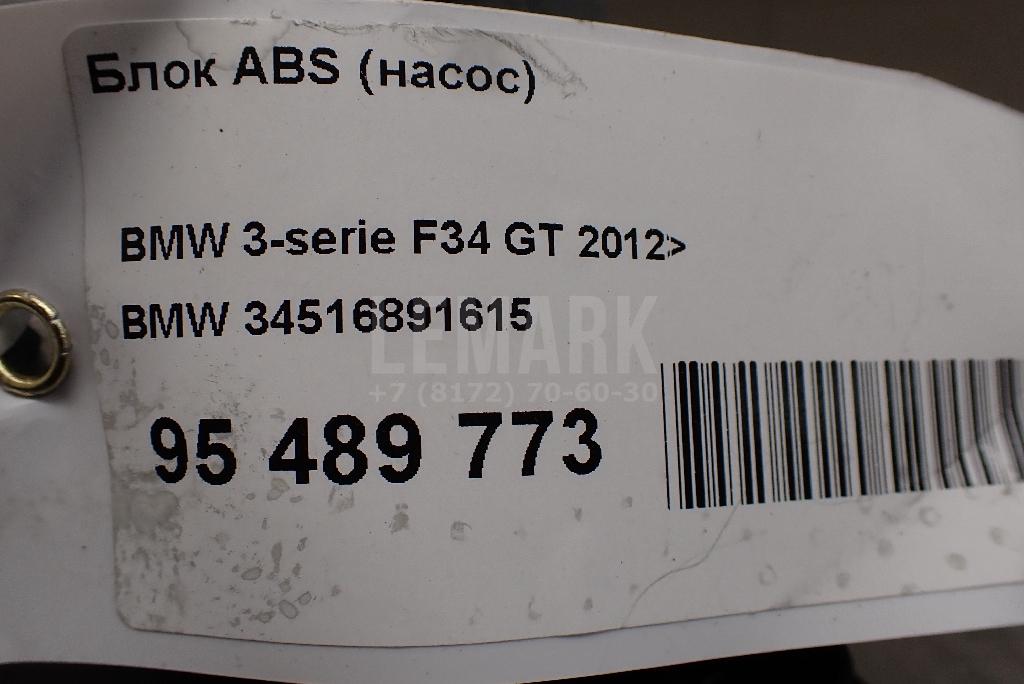 Блок ABS (насос)
BMW 3-serie F34 GT 2012>
BMW 34516891615
LEMARK
+7 (8172) 70-60-30
95 489 773